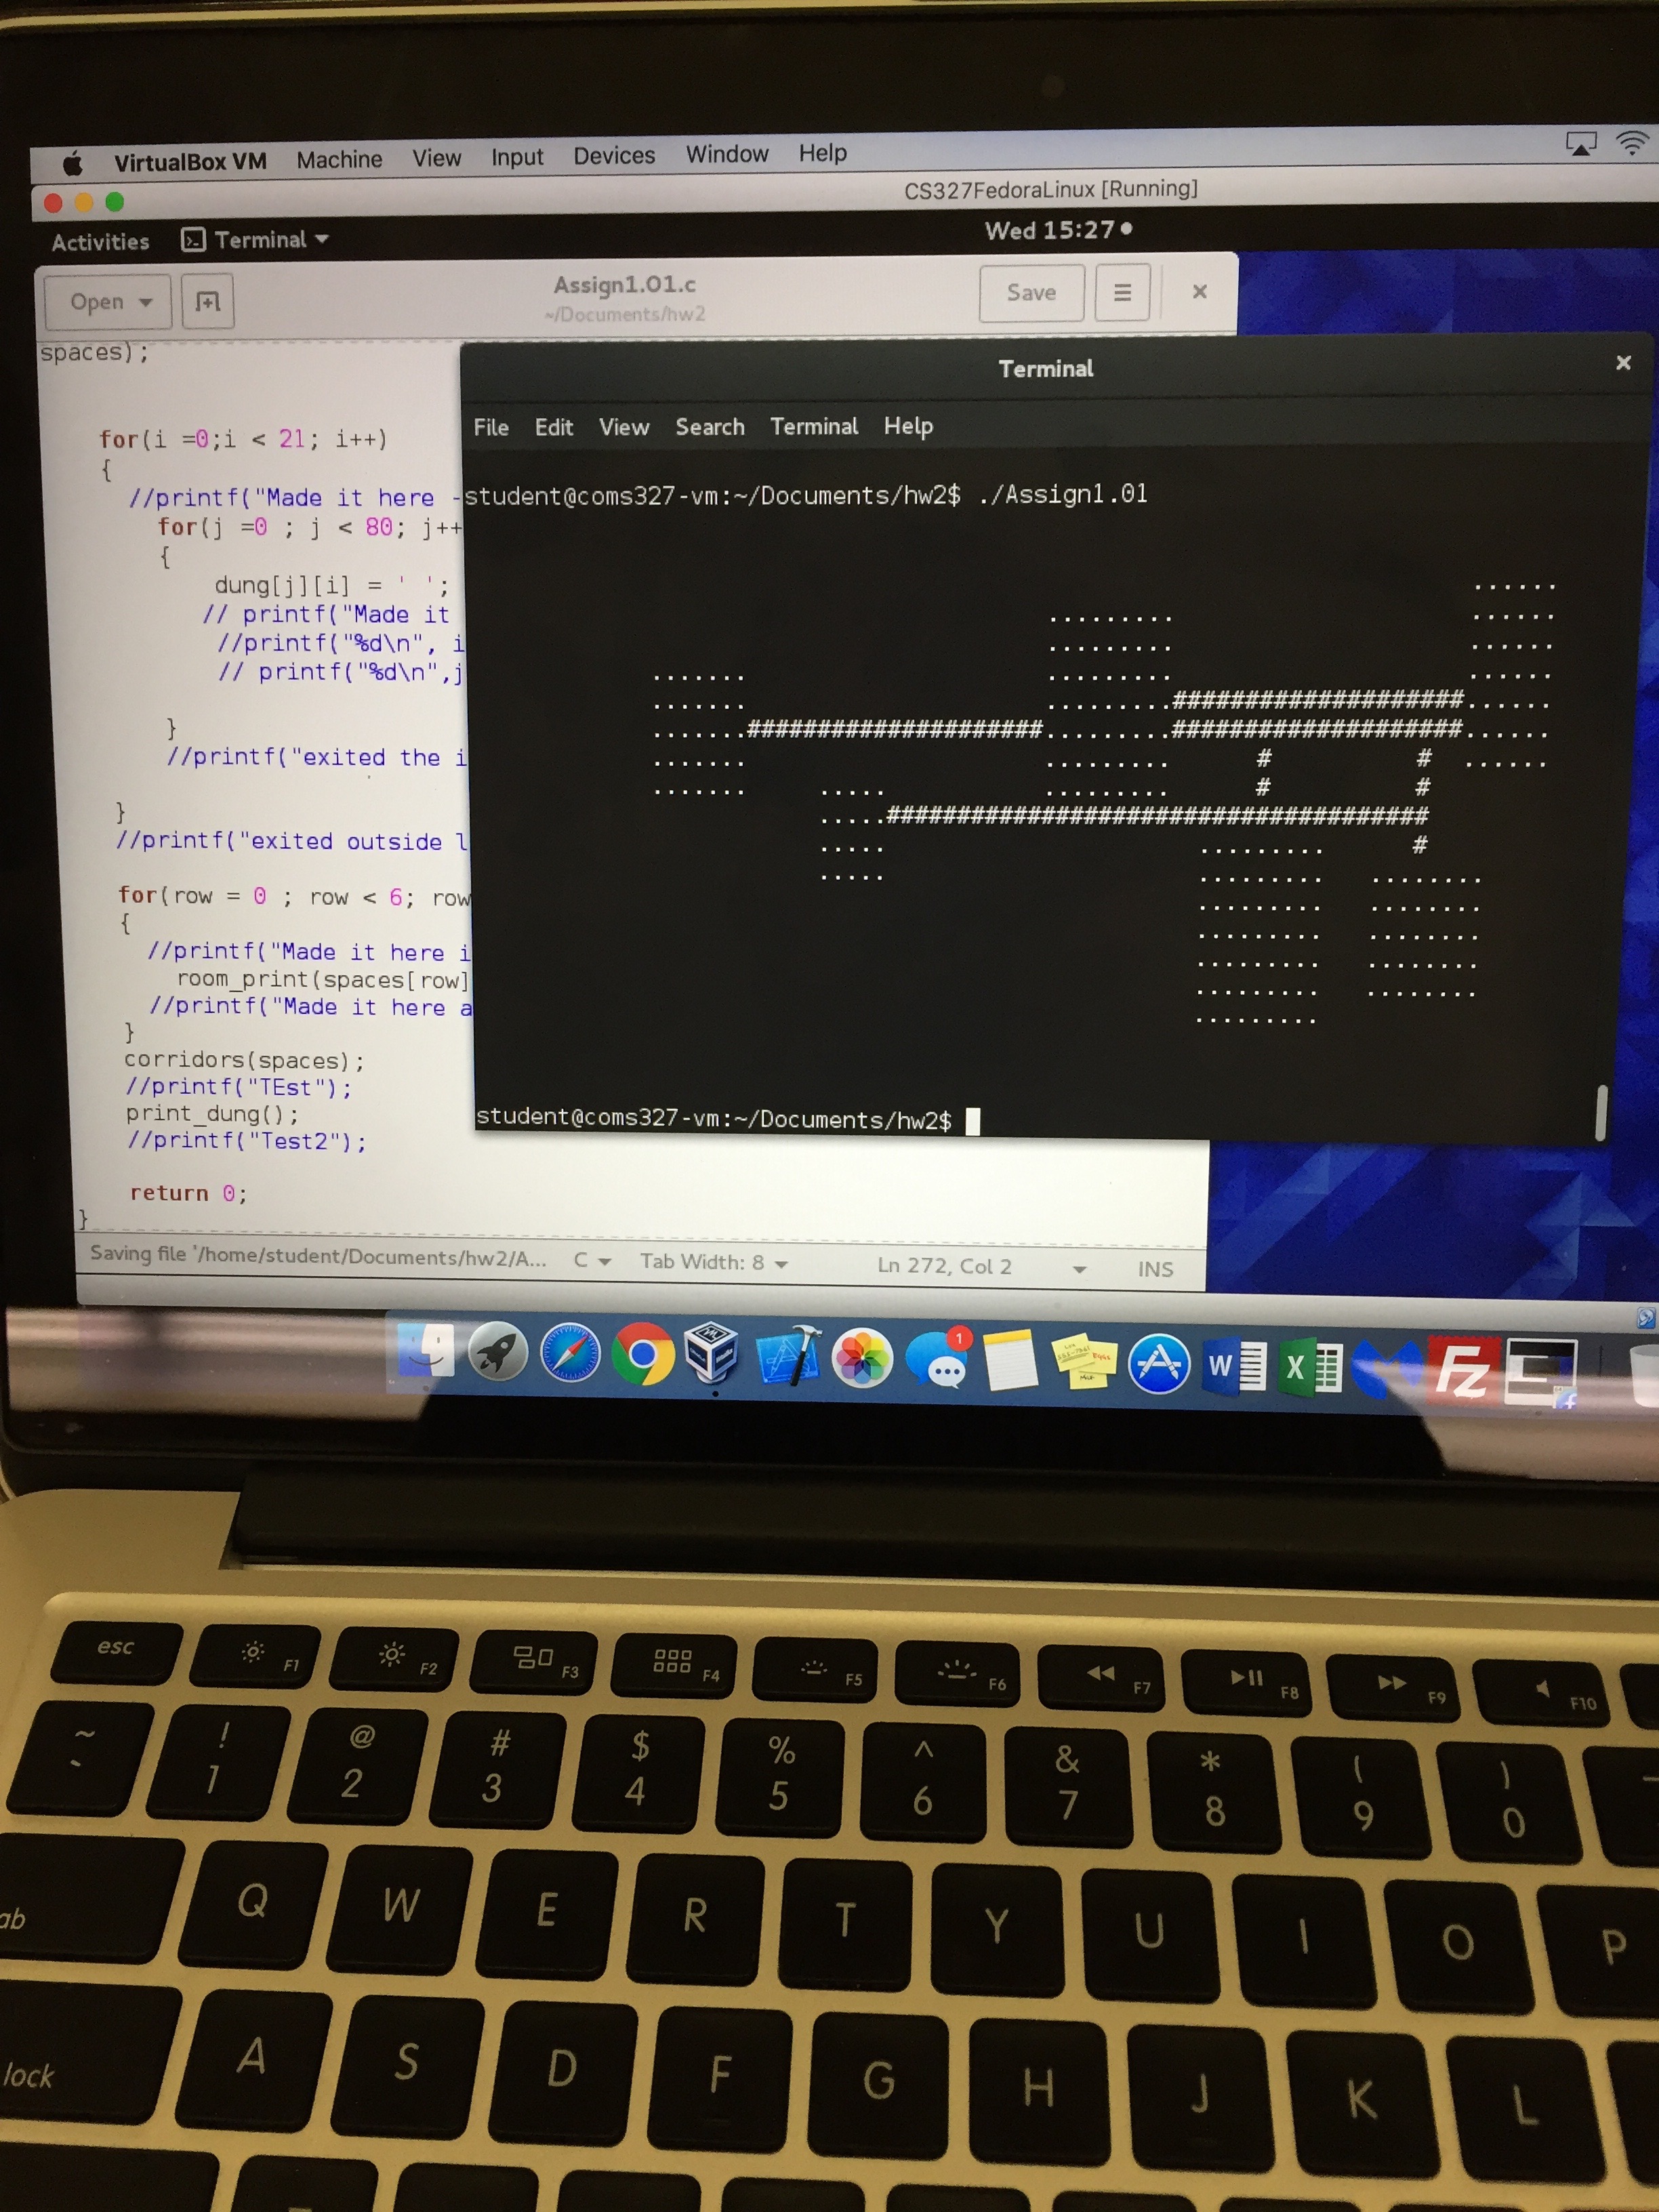 VirtualBox VM Machine View Input Devices Window Help
CS327FedoraLinux [Running]
Activities Terminal Wed 15:27
Open Assign1.01.c Save
~/Documents/hw2
spaces);
for(i =0;i < 21; i++)
{
//printf("Made it here -
for(j =0 ; j < 80; j++
{
dung[j][i] = ' ';
// printf("Made it
//printf("%d\n", i
// printf("%d\n",j
}
//printf("exited the i
}
//printf("exited outside l
for(row = 0 ; row < 6; row
{
//printf("Made it here i
room_print(spaces[row]
//printf("Made it here a
}
corridors(spaces);
//printf("TEst");
print_dung();
//printf("Test2");
return 0;
}
Saving file '/home/student/Documents/hw2/A... C Tab Width: 8 Ln 272, Col 2 INS
Terminal
File Edit View Search Terminal Help
student@coms327-vm:~/Documents/hw2$ ./Assign1.01
student@coms327-vm:~/Documents/hw2$
1
W X FZ
esc F1 F2 F3 F4 F5 F6 F7 F8 F9 F10
~ ! @ # $ % ^ & * ( )
` 1 2 3 4 5 6 7 8 9 0
Q W E R T Y U I O P
lock A S D F G H J K L